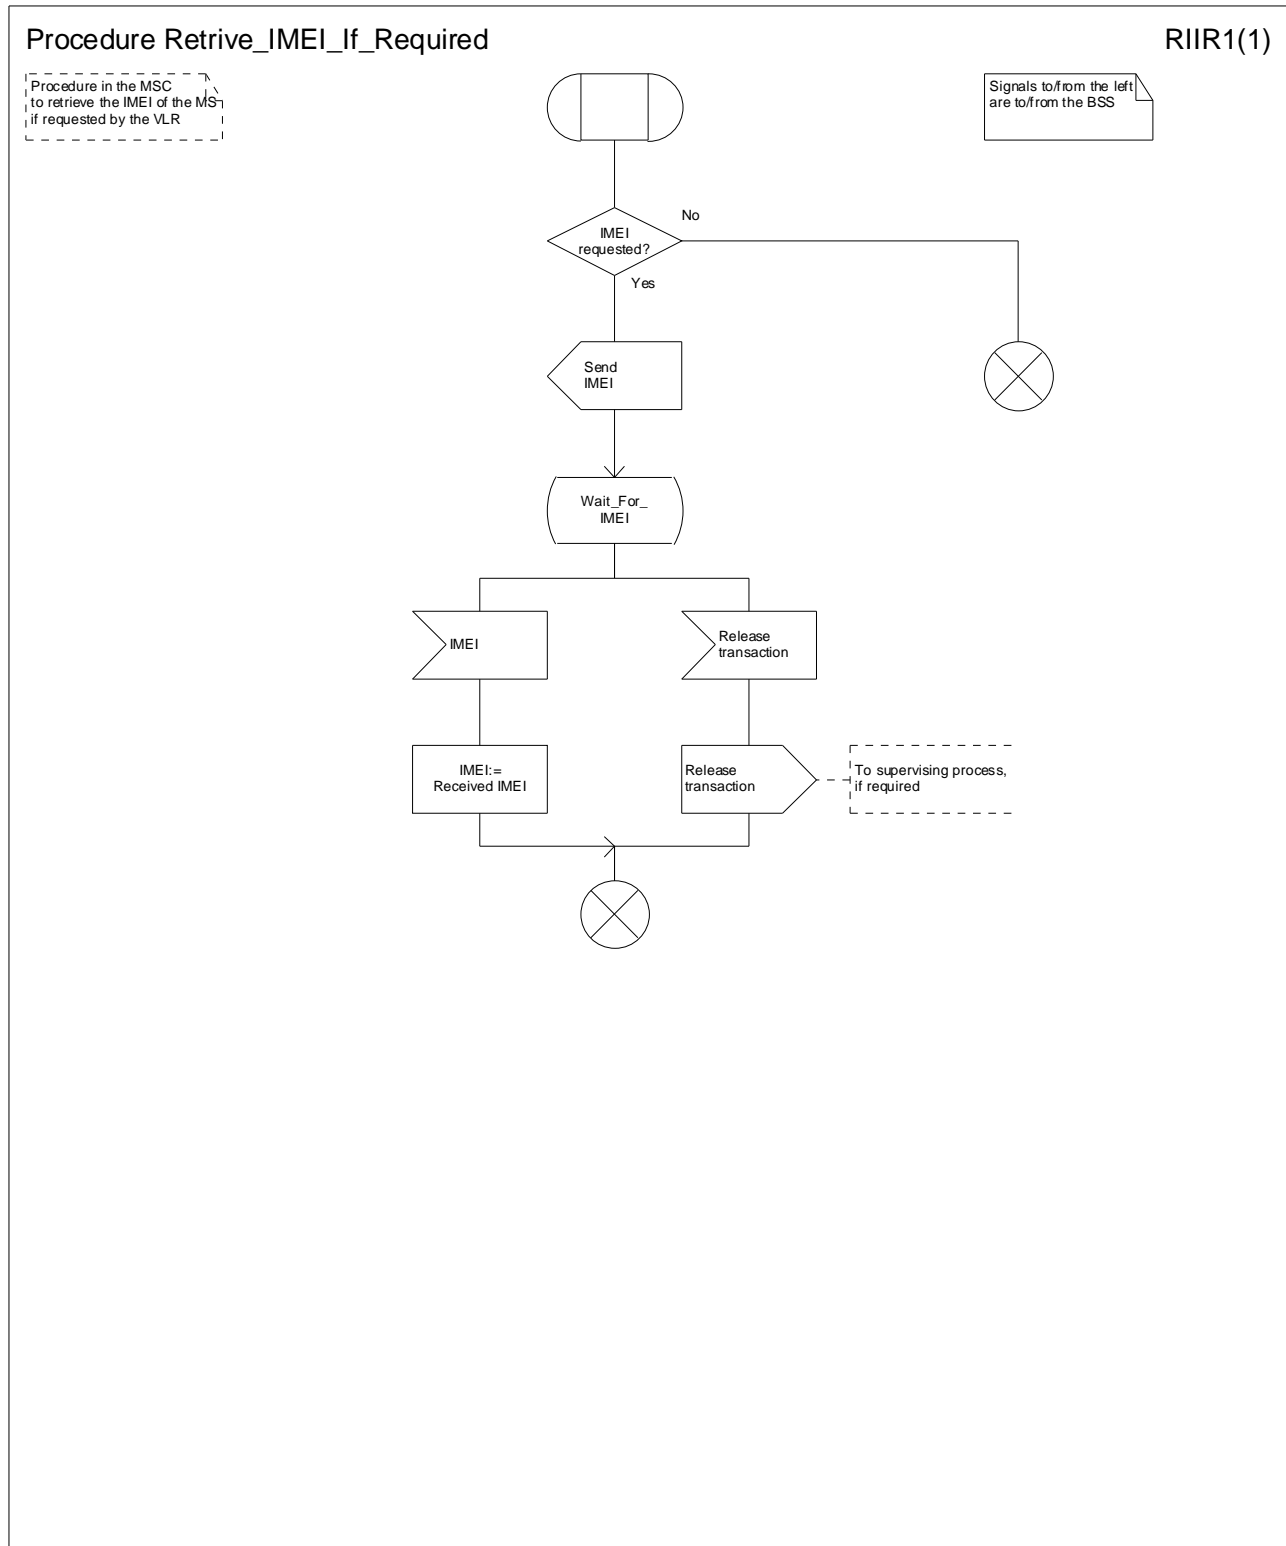 Procedure Retrive_IMEI_If_Required
RIIR1(1)
Procedure in the MSC
to retrieve the IMEI of the MS
if requested by the VLR
Signals to/from the left
are to/from the BSS
IMEI
requested?
No
Yes
Send
IMEI
Wait_For_
IMEI
IMEI
Release
transaction
IMEI:=
Received IMEI
Release
transaction
To supervising process,
if required